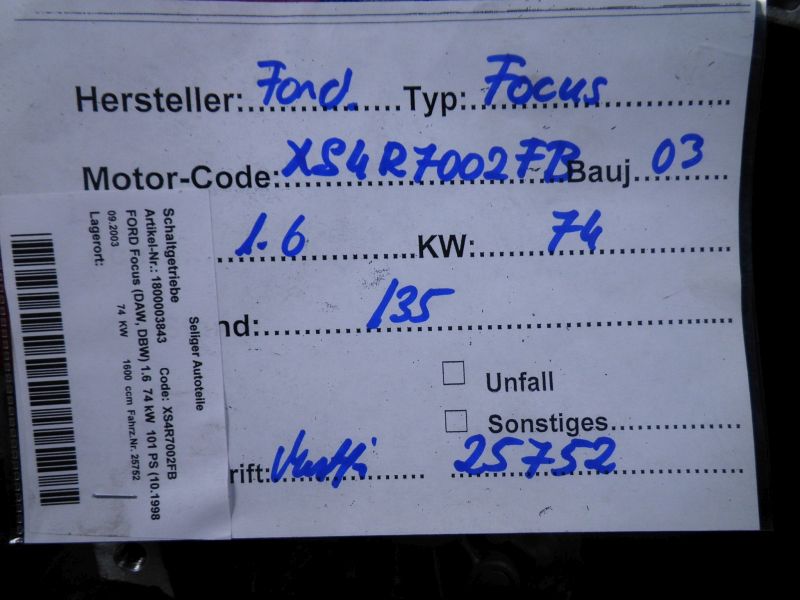 Hersteller: Ford Typ: Focus
Motor-Code: XS4R7002FB Bauj. 03
1.6 KW: 74
nd: 135
Unfall
Sonstiges
rift: 25752
Seliger Autoteile
Schaltgetriebe
Artikel-Nr.: 1800003843 Code: XS4R7002FB
FORD Focus (DAW, DBW) 1.6 74 kW 101 PS (10.1998
09.2003 74 KW 1600 ccm Fahrz.Nr. 25752
Lagerort: